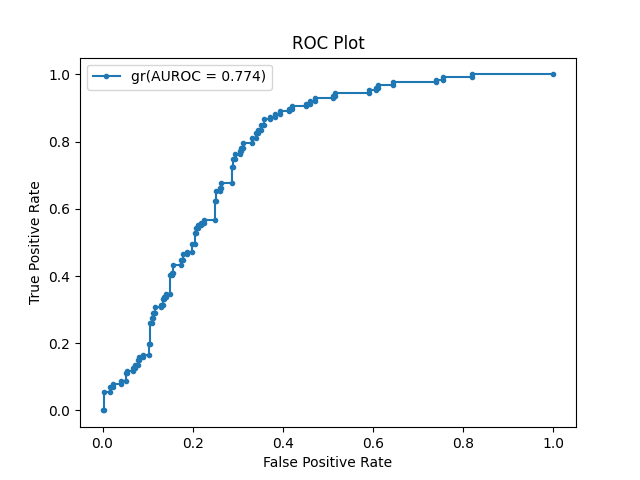 ROC Plot
gr(AUROC = 0.774)
True Positive Rate
1.0
0.8
0.6
0.4
0.2
0.0
0.0 0.2 0.4 0.6 0.8 1.0
False Positive Rate